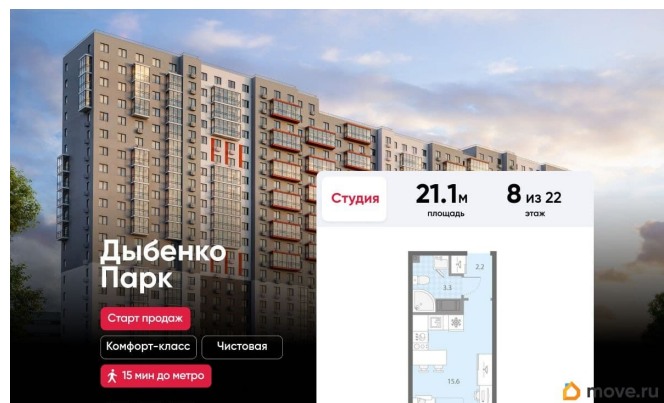 Студия
21.1м
площадь
8 из 22
этаж
Дыбенко
Парк
Старт продаж
Комфорт-класс
Чистовая
15 мин до метро
2.2
3.3
15.6
move.ru